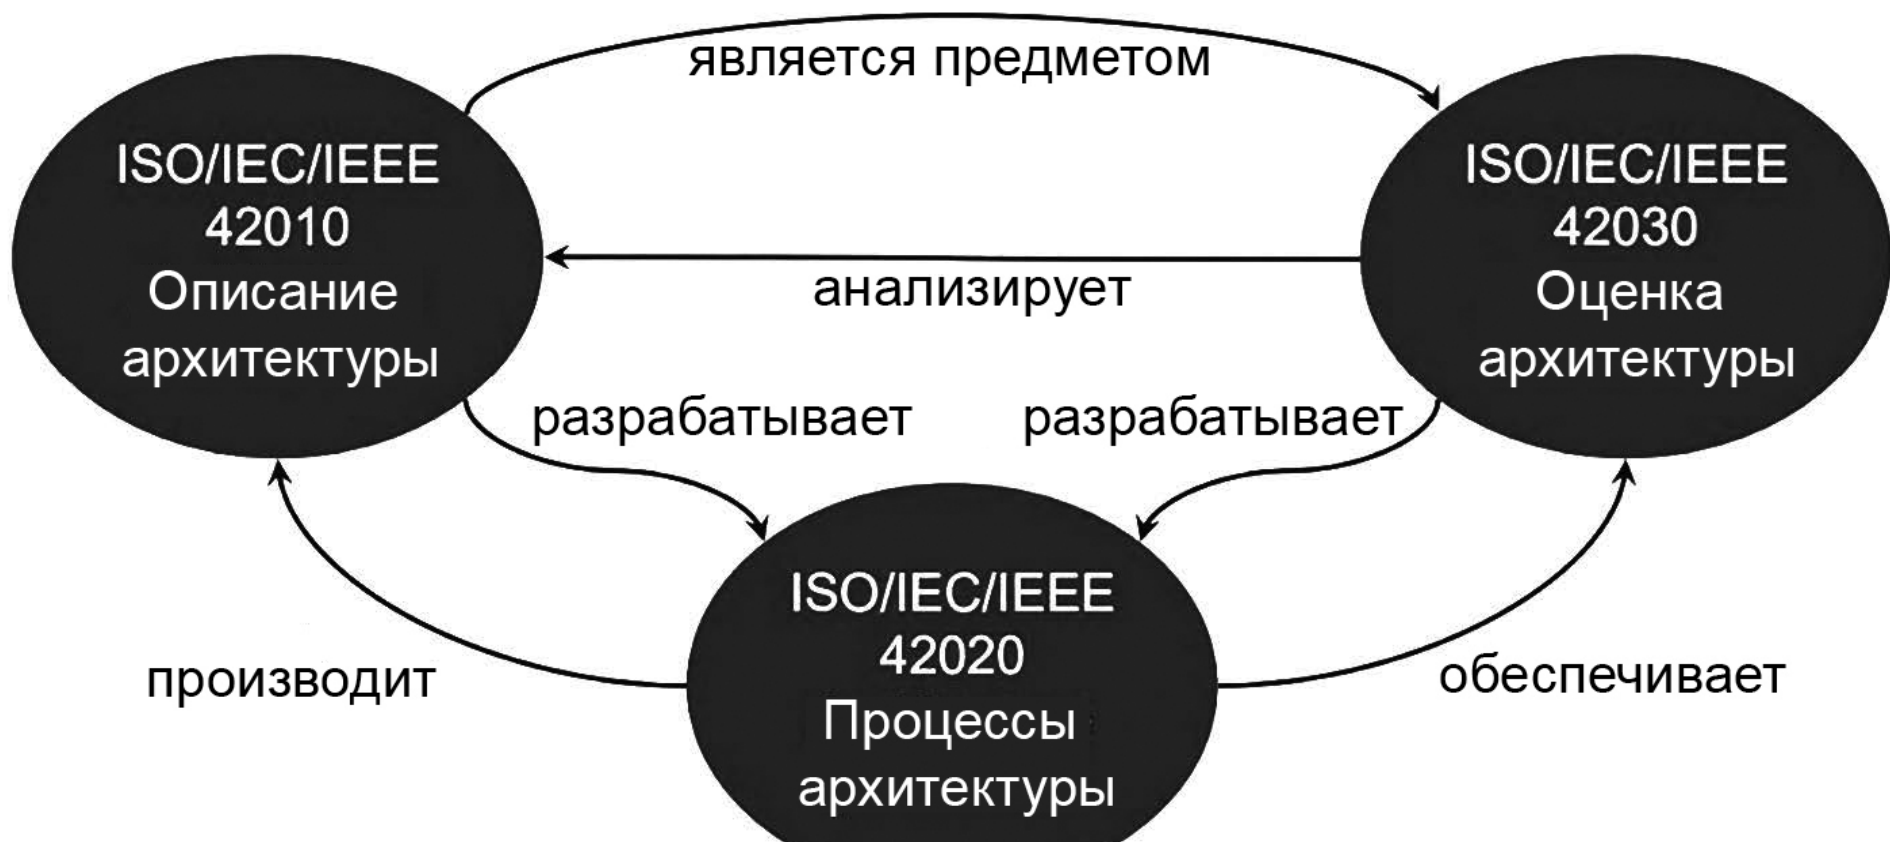 является предметом
ISO/IEC/IEEE
42010
Описание
архитектуры
ISO/IEC/IEEE
42030
Оценка
архитектуры
анализирует
разрабатывает
разрабатывает
ISO/IEC/IEEE
42020
Процессы
архитектуры
производит
обеспечивает